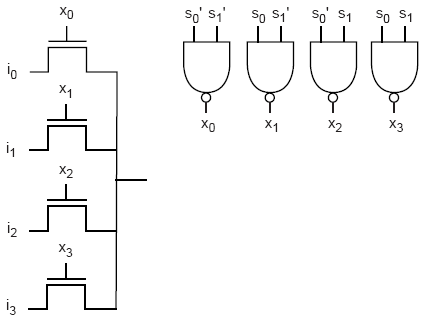 x₀
i₀
x₁
i₁
x₂
i₂
x₃
i₃
s₀' s₁' s₀ s₁' s₀' s₁ s₀ s₁
x₀ x₁ x₂ x₃